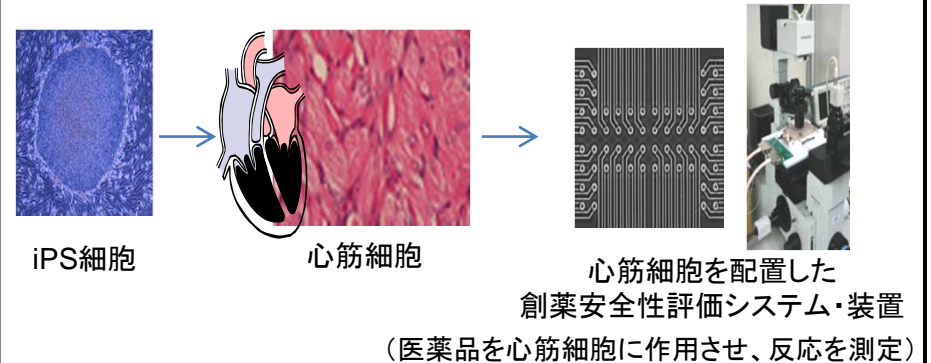 iPS細胞
心筋細胞
心筋細胞を配置した
創薬安全性評価システム・装置
（医薬品を心筋細胞に作用させ、反応を測定）